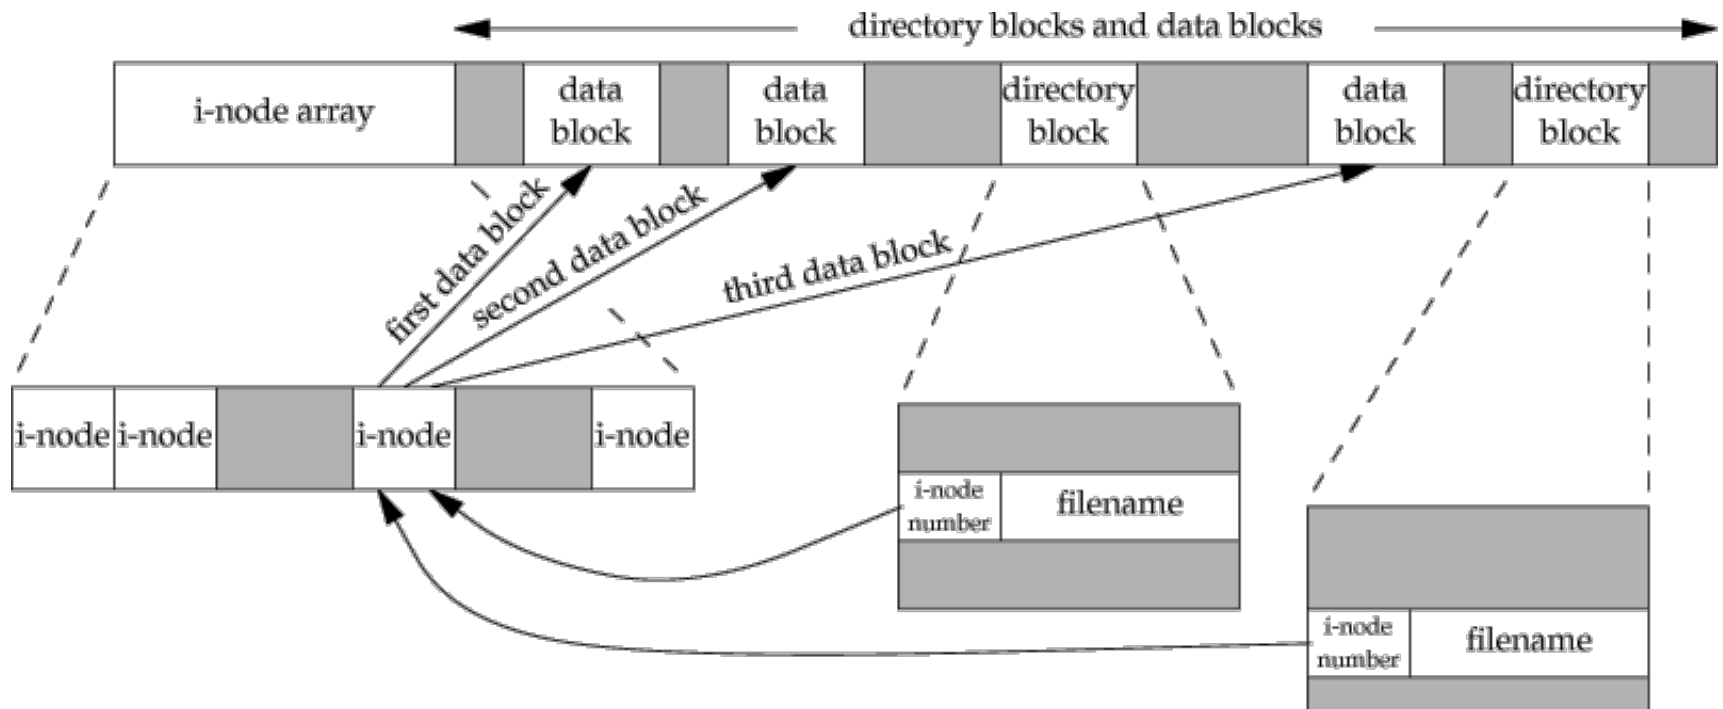 directory blocks and data blocks
i-node array
data
block
data
block
directory
block
data
block
directory
block
first data block
second data block
third data block
i-node
i-node
i-node
i-node
i-node
number
filename
i-node
number
filename